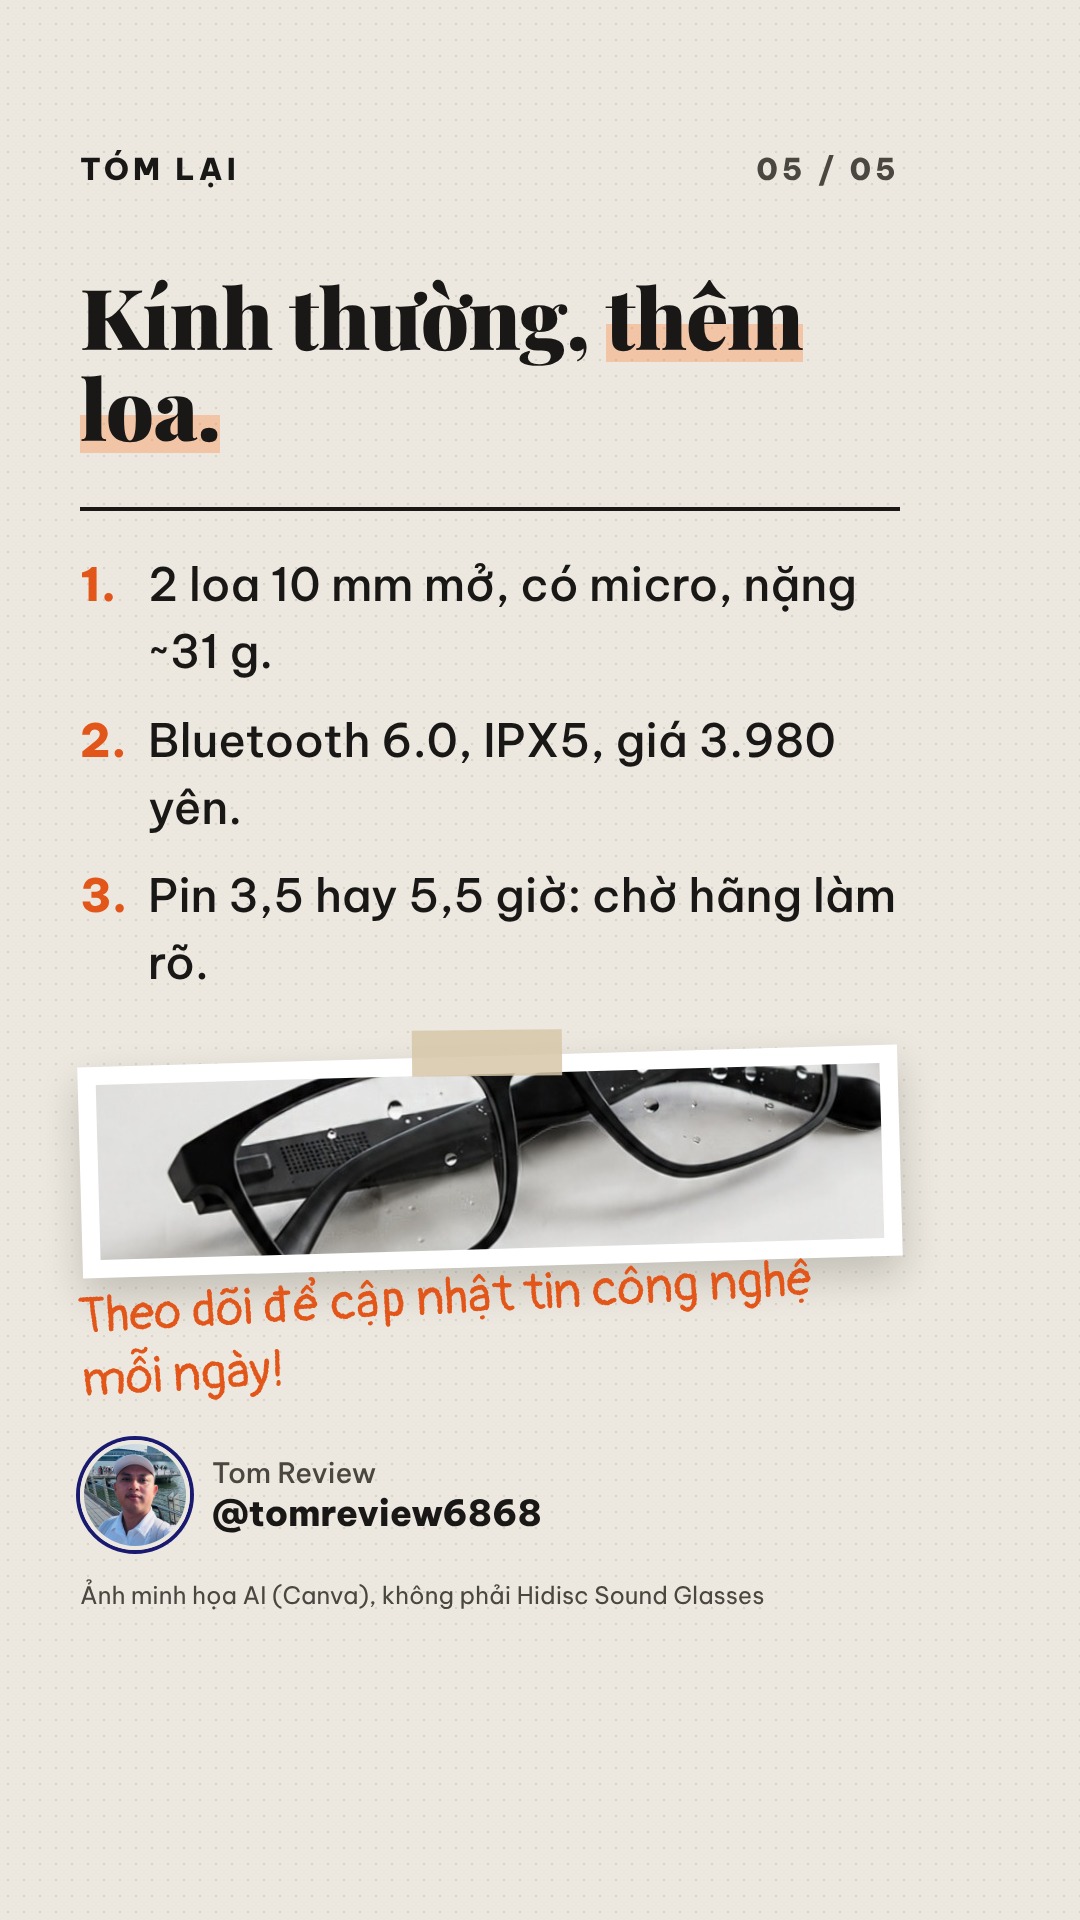 TÓM LẠI
05 / 05
Kính thường, thêm
loa.
1. 2 loa 10 mm mở, có micro, nặng
~31 g.
2. Bluetooth 6.0, IPX5, giá 3.980
yên.
3. Pin 3,5 hay 5,5 giờ: chờ hãng làm
rõ.
Theo dõi để cập nhật tin công nghệ
mỗi ngày!
Tom Review
@tomreview6868
Ảnh minh họa AI (Canva), không phải Hidisc Sound Glasses